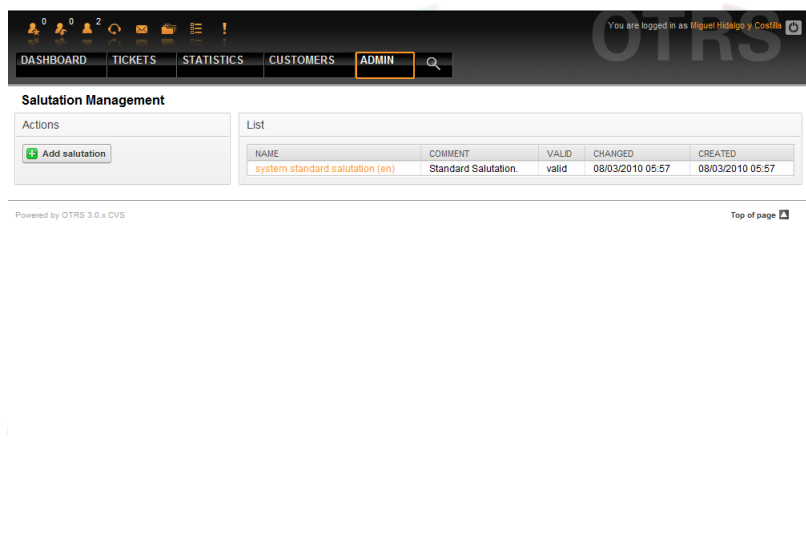 0 0 2
You are logged in as Miguel Hidalgo y Costilla
OTRS
DASHBOARD TICKETS STATISTICS CUSTOMERS ADMIN
Salutation Management
Actions
Add salutation
List
NAME COMMENT VALID CHANGED CREATED
system standard salutation (en) Standard Salutation. valid 08/03/2010 05:57 08/03/2010 05:57
Powered by OTRS 3.0.x CVS
Top of page